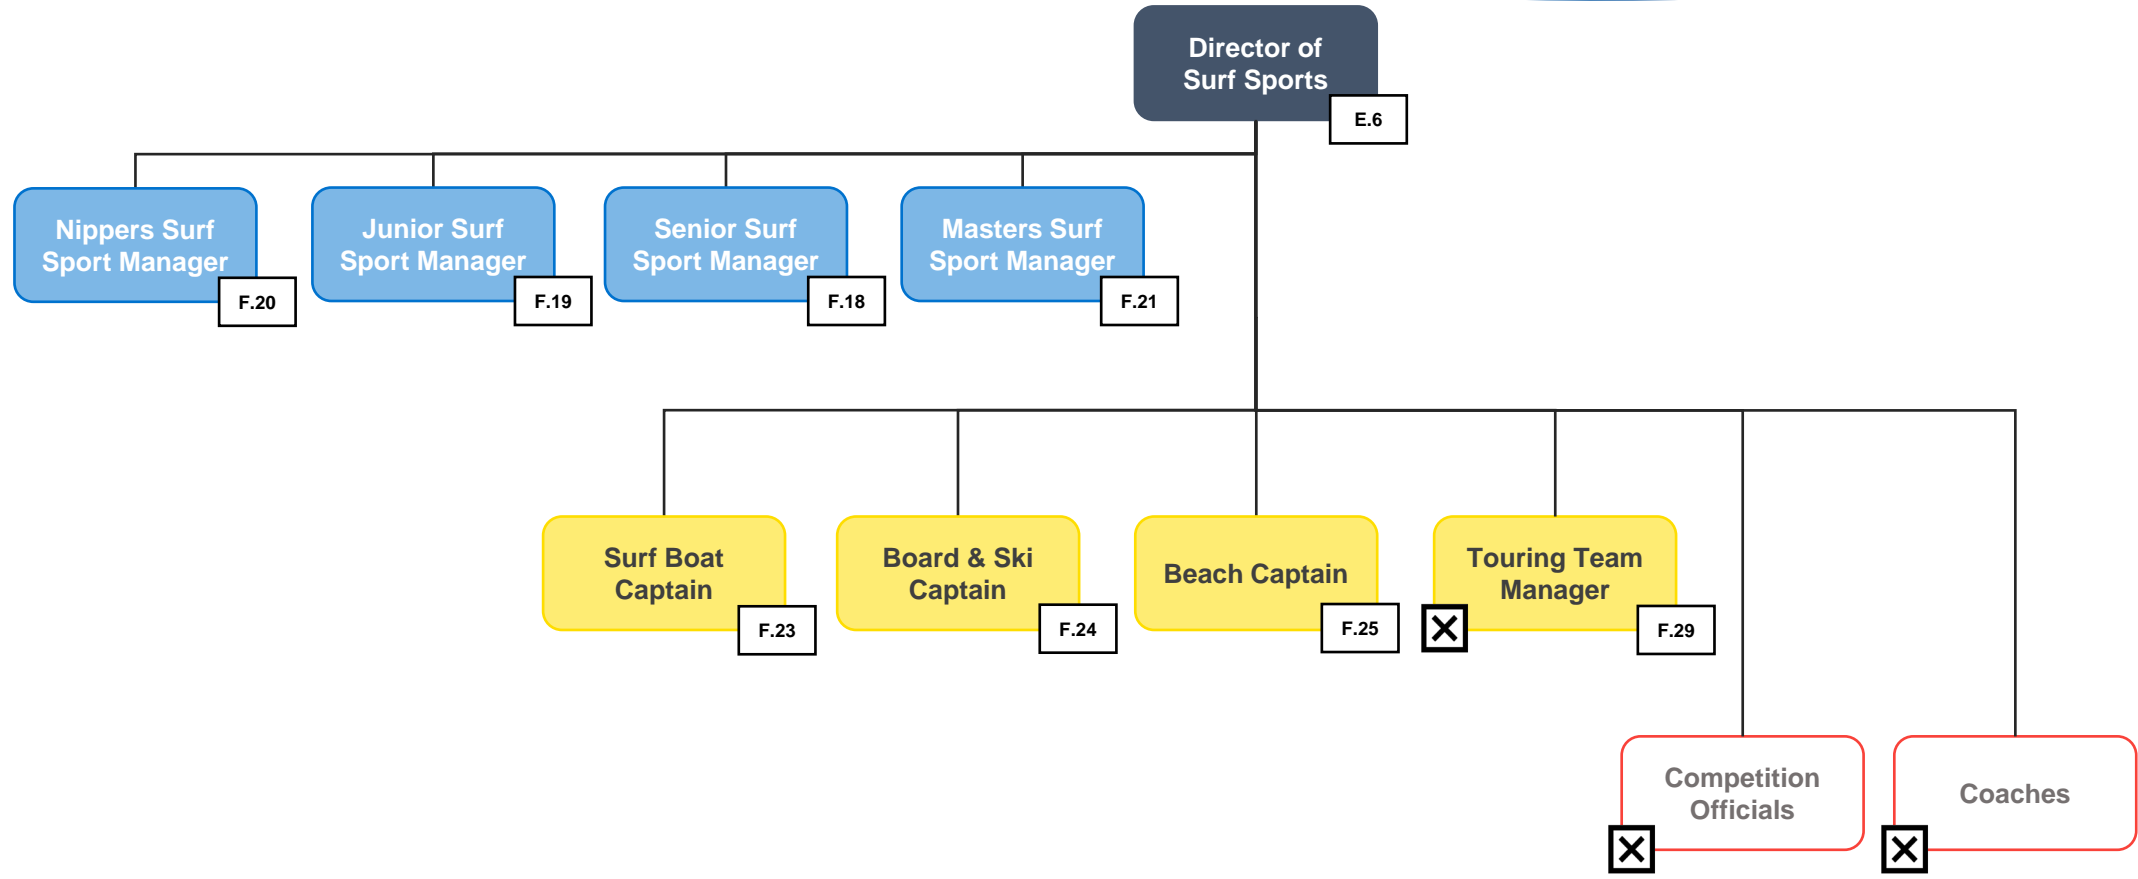 Director of
Surf Sports
E.6
Nippers Surf
Sport Manager
F.20
Junior Surf
Sport Manager
F.19
Senior Surf
Sport Manager
F.18
Masters Surf
Sport Manager
F.21
Surf Boat
Captain
F.23
Board & Ski
Captain
F.24
Beach Captain
F.25
Touring Team
Manager
F.29
Competition
Officials
Coaches